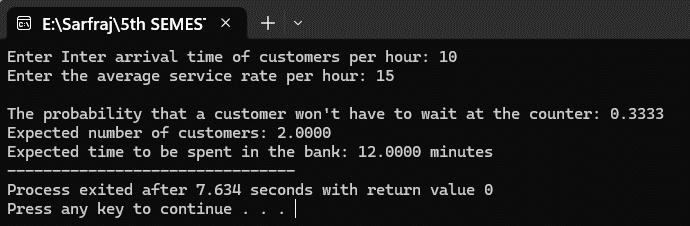 E:\Sarfraj\5th SEMEST
Enter Inter arrival time of customers per hour: 10
Enter the average service rate per hour: 15
The probability that a customer won't have to wait at the counter: 0.3333
Expected number of customers: 2.0000
Expected time to be spent in the bank: 12.0000 minutes
--------------------------------
Process exited after 7.634 seconds with return value 0
Press any key to continue . . .